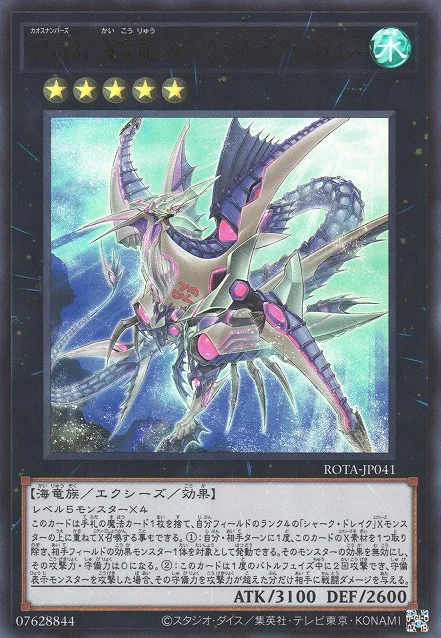 カオスナンバーズ かい こう りゅう
水
32
ROTA-JP041
【海竜族／エクシーズ／効果】
レベル５モンスター×４
このカードは手札の魔法カード１枚を捨て、自分フィールドのランク４の「シャーク・ドレイク」Ｘモンスターの上に重ねてＸ召喚する事もできる。①：自分・相手ターンに１度、このカードのＸ素材を１つ取り除き、相手フィールドの効果モンスター１体を対象として発動できる。そのモンスターの効果を無効にし、その攻撃力・守備力は０になる。②：このカードは１度のバトルフェイズ中に２回攻撃でき、守備表示モンスターを攻撃した場合、その守備力を攻撃力が超えた分だけ相手に戦闘ダメージを与える。
ATK/3100 DEF/2600
07628844
©スタジオ・ダイス／集英社・テレビ東京・KONAMI